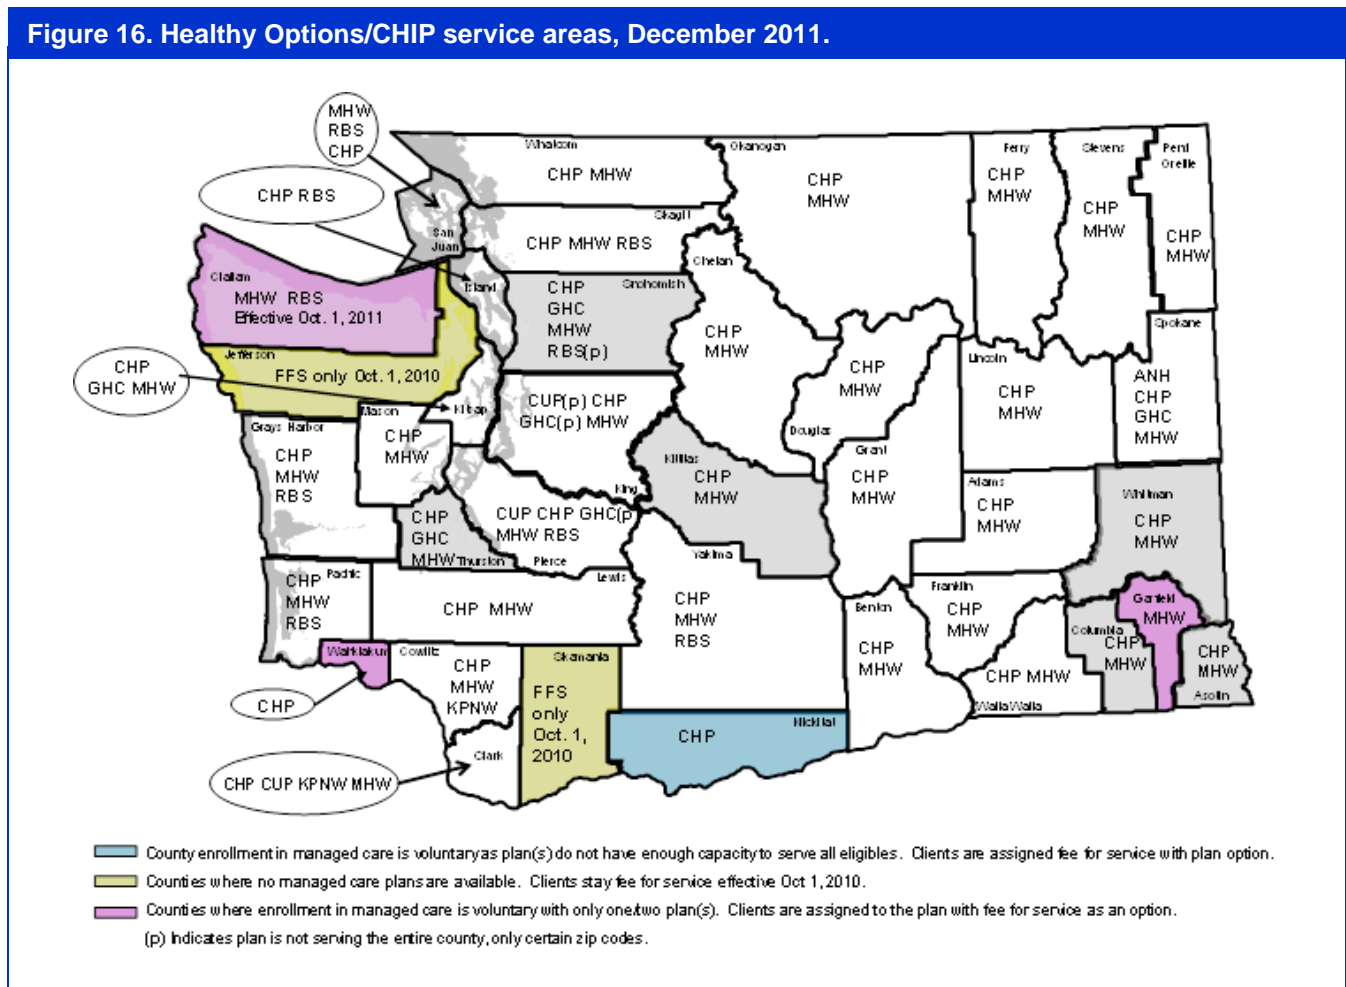 Figure 16. Healthy Options/CHIP service areas, December 2011.
MHW
RBS
CHP
CHP RBS
Whatcom
CHP MHW
Okanogan
CHP
MHW
Ferry
CHP
MHW
Stevens
CHP
MHW
Pend
Oreille
CHP
MHW
San
Juan
Skagit
CHP MHW RBS
Clallam
MHW RBS
Effective Oct. 1, 2011
Island
Snohomish
CHP
GHC
MHW
RBS(p)
Chelan
CHP
MHW
CHP
MHW
Douglas
Lincoln
CHP
MHW
Spokane
ANH
CHP
GHC
MHW
Jefferson
FFS only Oct. 1, 2010
CHP
GHC MHW
Kitsap
CUP(p) CHP
GHC(p) MHW
King
Mason
CHP
MHW
Grays Harbor
CHP
MHW
RBS
Kittitas
CHP
MHW
Grant
CHP
MHW
Adams
CHP
MHW
Whitman
CHP
MHW
CHP
GHC
MHW Thurston
CUP CHP GHC(p
MHW RBS
Pierce
Pacific
CHP
MHW
RBS
Lewis
CHP MHW
Yakima
CHP
MHW
RBS
Benton
CHP
MHW
Franklin
CHP
MHW
Garfield
MHW
Columbia
CHP
MHW
CHP
MHW
Asotin
CHP MHW
Walla Walla
Wahkiakum
CHP
Cowlitz
CHP
MHW
KPNW
Skamania
FFS
only
Oct. 1,
2010
Klickitat
CHP
Clark
CHP CUP KPNW MHW
County enrollment in managed care is voluntary as plan(s) do not have enough capacity to serve all eligibles. Clients are assigned fee for service with plan option.
Counties where no managed care plans are available. Clients stay fee for service effective Oct 1, 2010.
Counties where enrollment in managed care is voluntary with only one/two plan(s). Clients are assigned to the plan with fee for service as an option.
(p) Indicates plan is not serving the entire county, only certain zip codes.